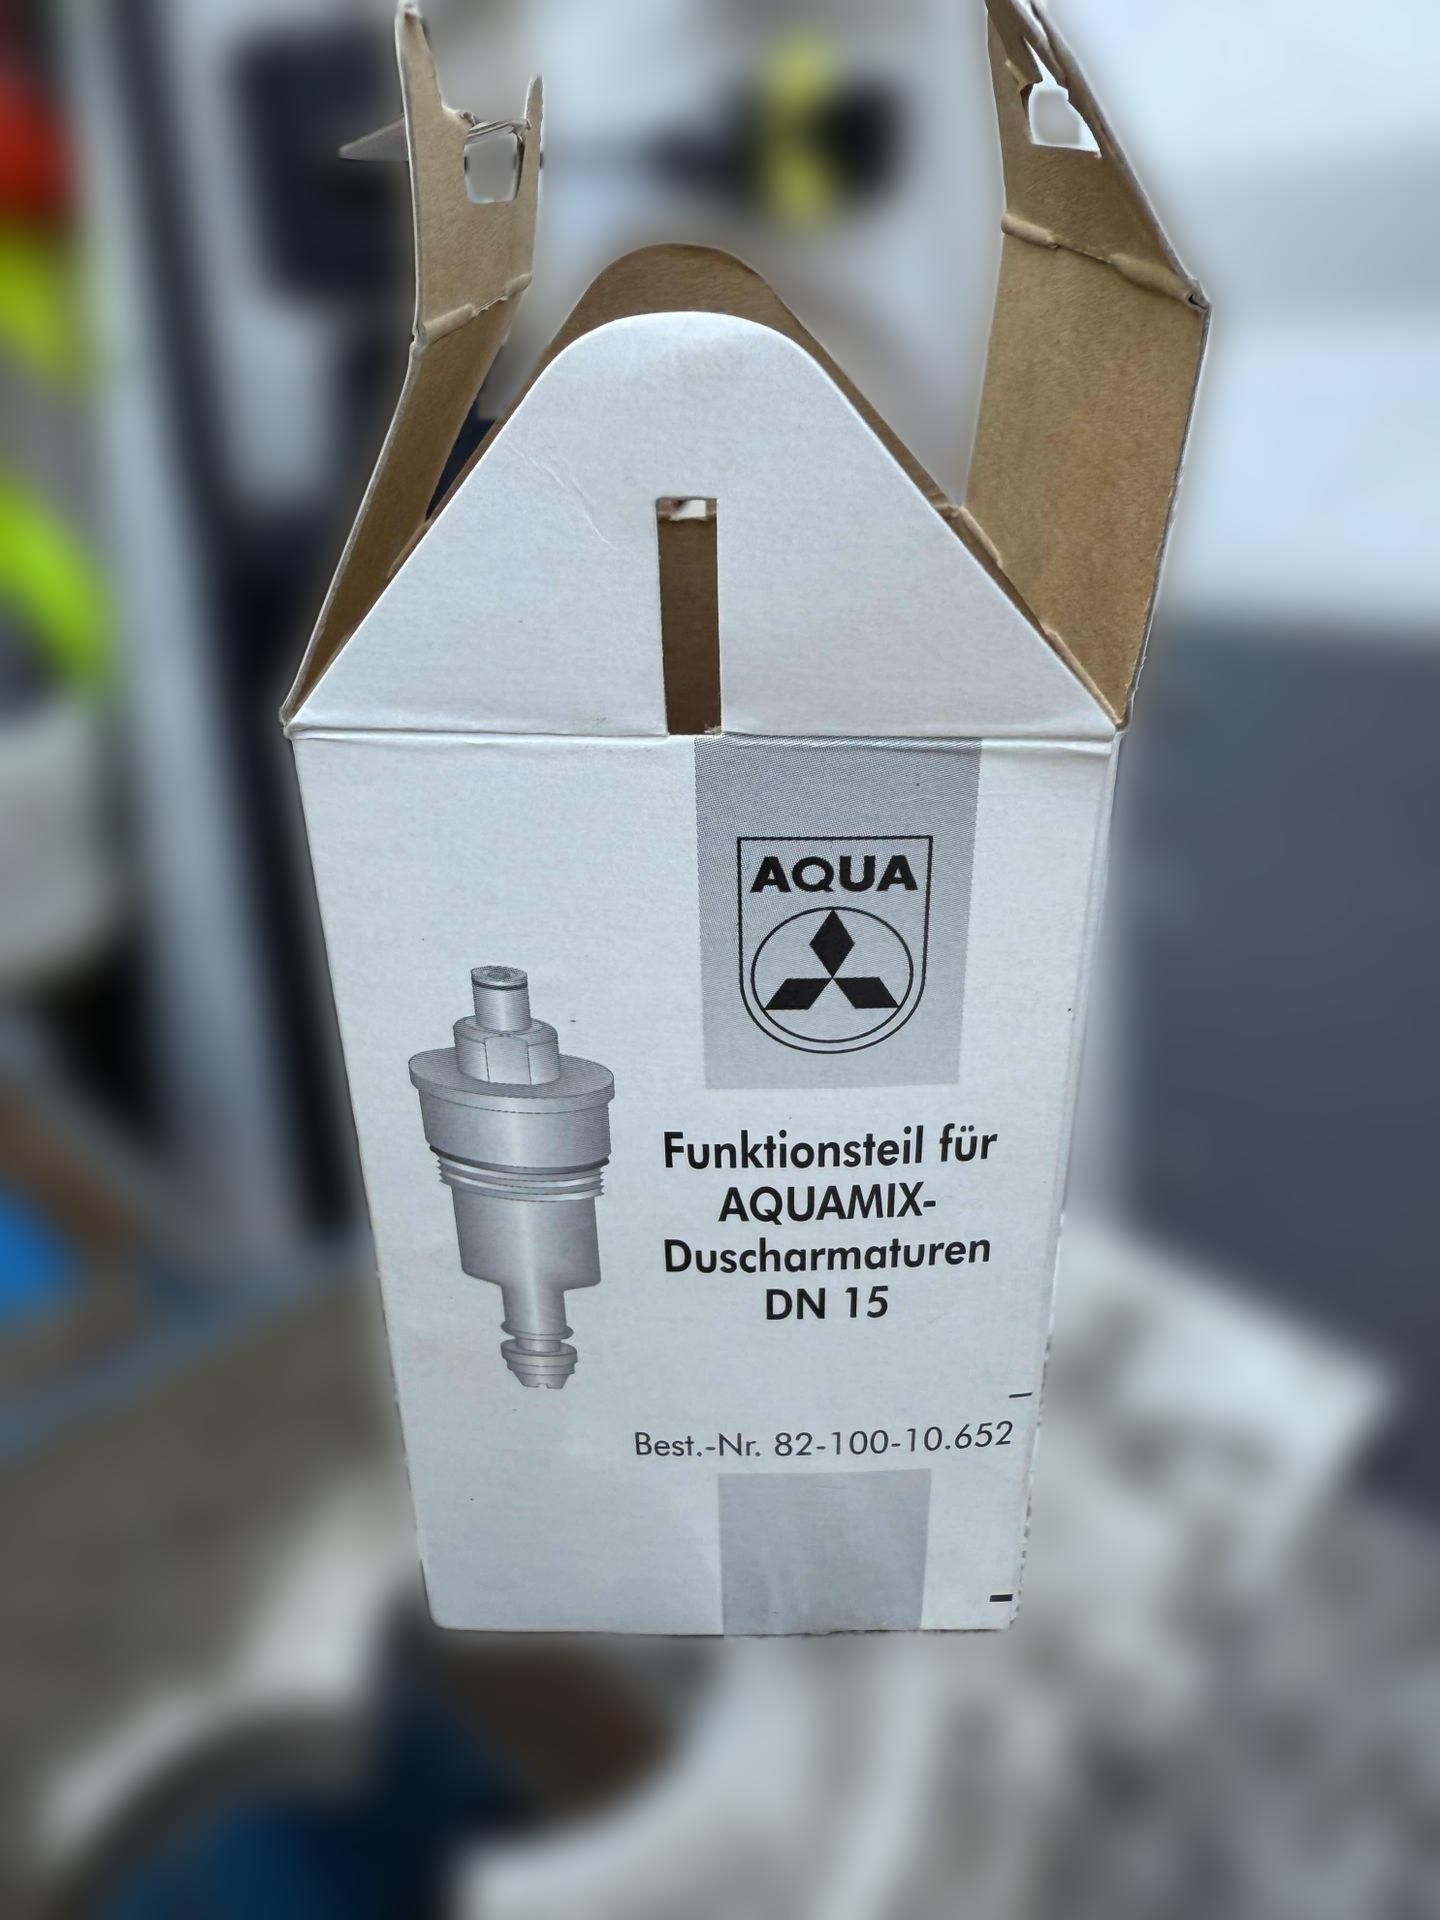 AQUA
Funktionsteil für
AQUAMIX-
Duscharmaturen
DN 15
Best.-Nr. 82-100-10.652